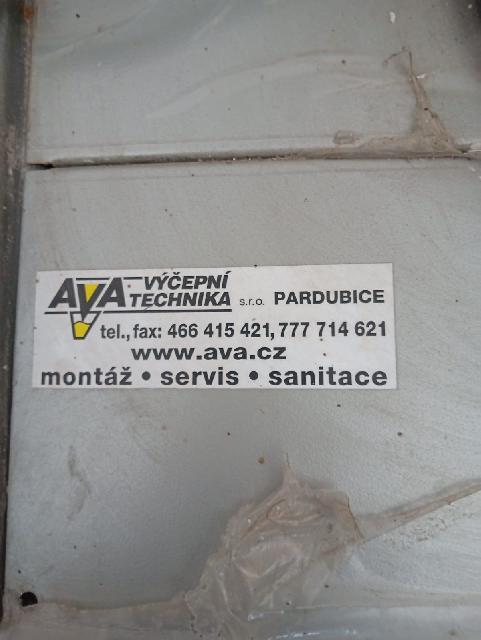 AVA VÝČEPNÍ
TECHNIKA s.r.o. PARDUBICE
tel., fax: 466 415 421, 777 714 621
www.ava.cz
montáž • servis • sanitace